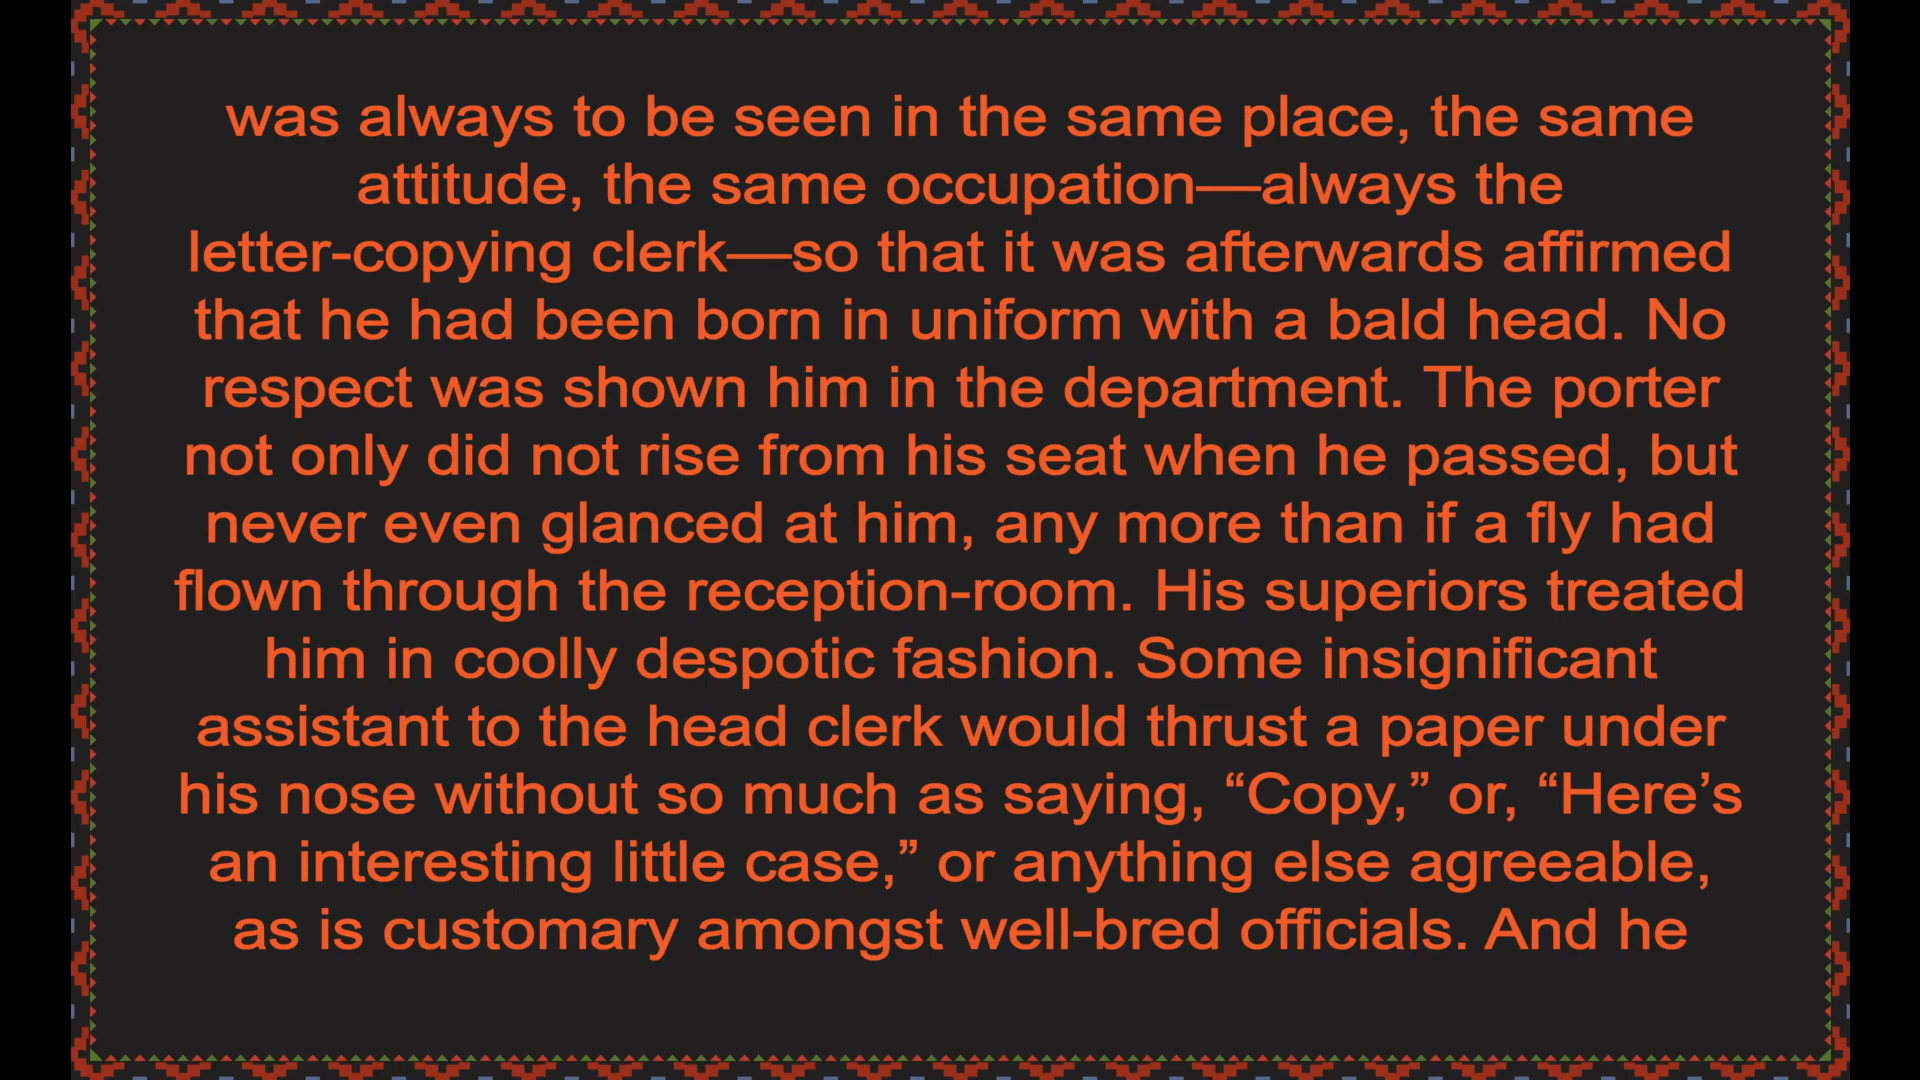 was always to be seen in the same place, the same
attitude, the same occupation—always the
letter-copying clerk—so that it was afterwards affirmed
that he had been born in uniform with a bald head. No
respect was shown him in the department. The porter
not only did not rise from his seat when he passed, but
never even glanced at him, any more than if a fly had
flown through the reception-room. His superiors treated
him in coolly despotic fashion. Some insignificant
assistant to the head clerk would thrust a paper under
his nose without so much as saying, “Copy,” or, “Here’s
an interesting little case,” or anything else agreeable,
as is customary amongst well-bred officials. And he